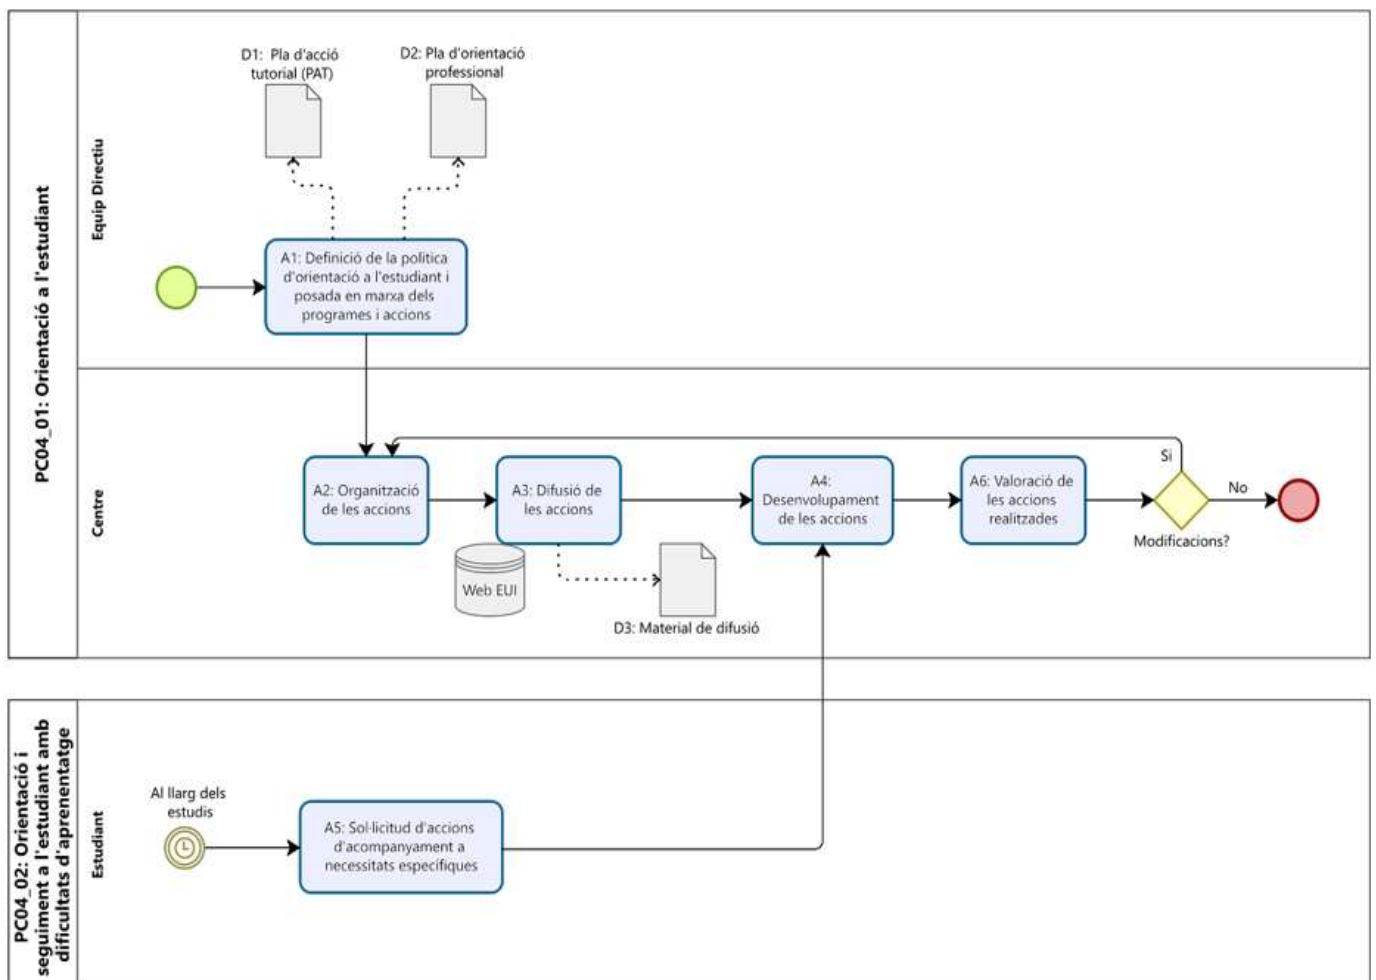 PC04_01: Orientació a l'estudiant
Equip Directiu
D1:  Pla d'acció
tutorial (PAT)
D2: Pla d'orientació
professional
A1: Definició de la política
d'orientació a l'estudiant i
posada en marxa dels
programes i accions
Centre
A2: Organització
de les accions
A3: Difusió de
les accions
A4:
Desenvolupament
de les accions
A6: Valoració de
les accions
realitzades
Si
No
Modificacions?
Web EUI
D3: Material de difusió
PC04_02: Orientació i
seguiment a l'estudiant amb
dificultats d'aprenentatge
Estudiant
Al llarg dels
estudis
A5: Sol·licitud d'accions
d'acompanyament a
necessitats específiques